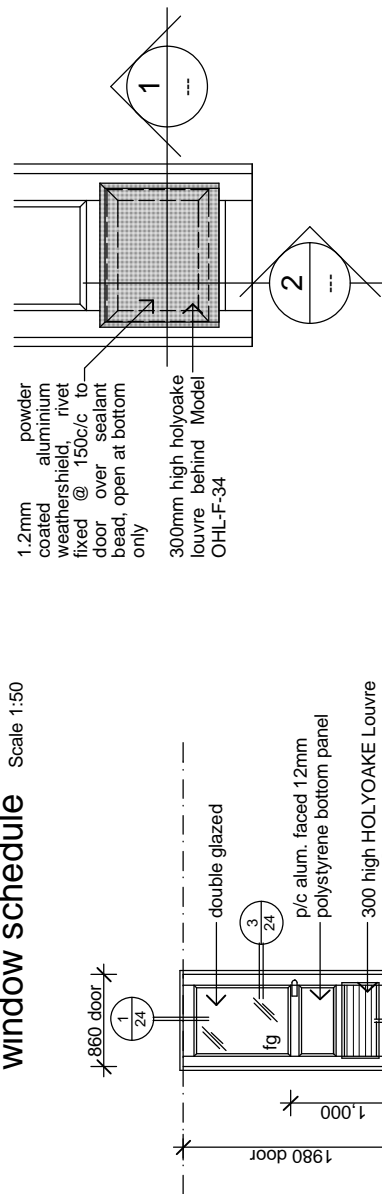 window schedule Scale 1:50
860 door
1
24
double glazed
3
24
fg
p/c alum. faced 12mm
polystyrene bottom panel
300 high HOLYOAKE Louvre
1,000
1980 door
1.2mm powder
coated aluminium
weathershield, rivet
fixed @ 150c/c to
door over sealant
bead, open at bottom
only
300mm high holyoake
louvre behind Model
OHL-F-34
1
---
2
---